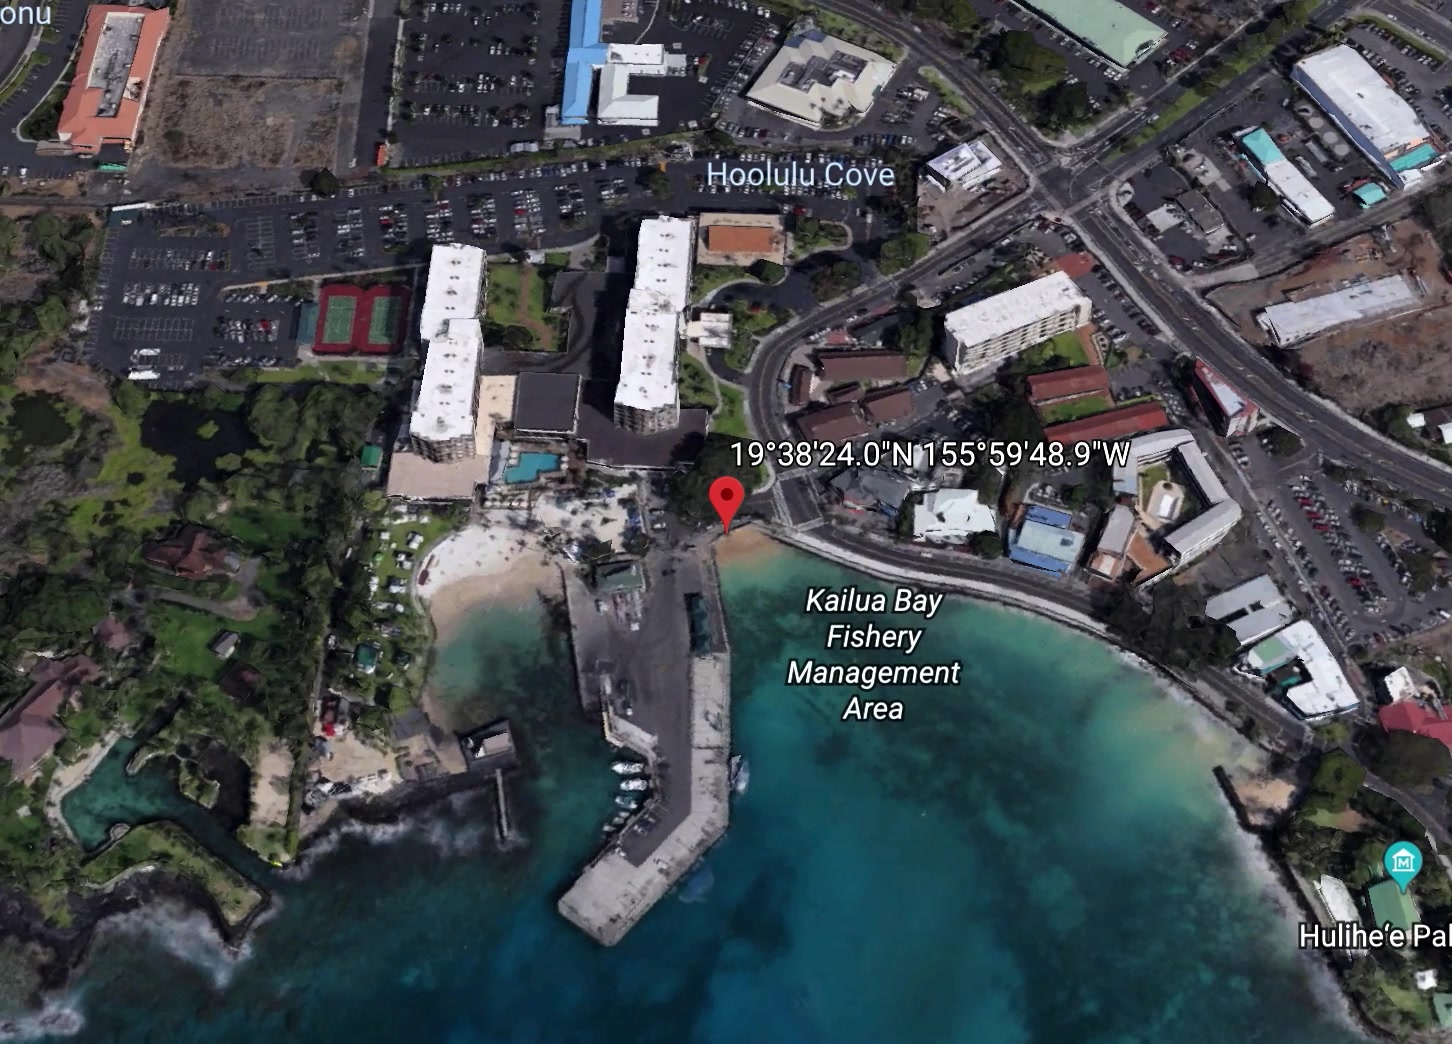 onu
Hoolulu Cove
19°38'24.0"N 155°59'48.9"W
Kailua Bay
Fishery
Management
Area
Hulihe‘e Pal